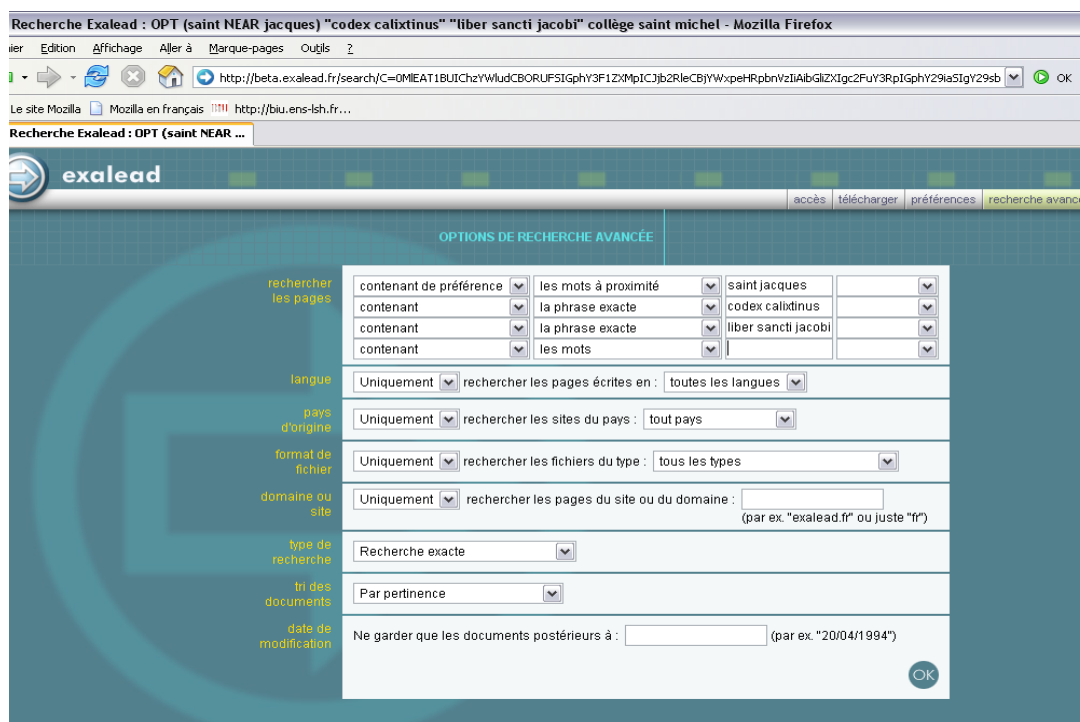 Recherche Exalead : OPT (saint NEAR jacques) "codex calixtinus" "liber sancti jacobi" collège saint michel - Mozilla Firefox
ier Edition Affichage Aller à Marque-pages Outils ?
OK
Le site Mozilla Mozilla en français http://biu.ens-lsh.fr...
Recherche Exalead : OPT (saint NEAR ...
exalead
accès télécharger préférences recherche avanc
OPTIONS DE RECHERCHE AVANCÉE
rechercher les pages
contenant de préférence les mots à proximité saint jacques
contenant la phrase exacte codex calixtinus
contenant la phrase exacte liber sancti jacobi
contenant les mots
langue Uniquement rechercher les pages écrites en : toutes les langues
pays d'origine Uniquement rechercher les sites du pays : tout pays
format de fichier Uniquement rechercher les fichiers du type : tous les types
domaine ou site Uniquement rechercher les pages du site ou du domaine :
(par ex. "exalead.fr" ou juste "fr")
type de recherche Recherche exacte
tri des documents Par pertinence
date de modification Ne garder que les documents postérieurs à : (par ex. "20/04/1994")
OK